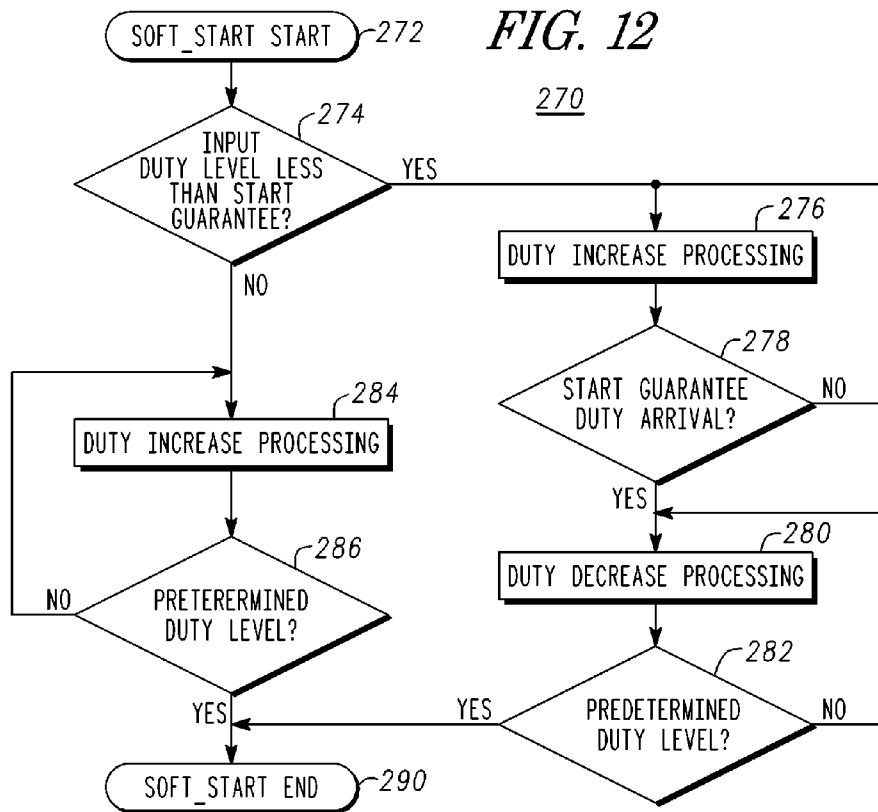 SOFT_START START
272
FIG. 12
270
274
INPUT
DUTY LEVEL LESS
THAN START
GUARANTEE?
YES
NO
276
DUTY INCREASE PROCESSING
278
START GUARANTEE
DUTY ARRIVAL?
NO
YES
284
DUTY INCREASE PROCESSING
286
PRETERERMINED
DUTY LEVEL?
NO
YES
280
DUTY DECREASE PROCESSING
282
PREDETERMINED
DUTY LEVEL?
NO
YES
SOFT_START END
290